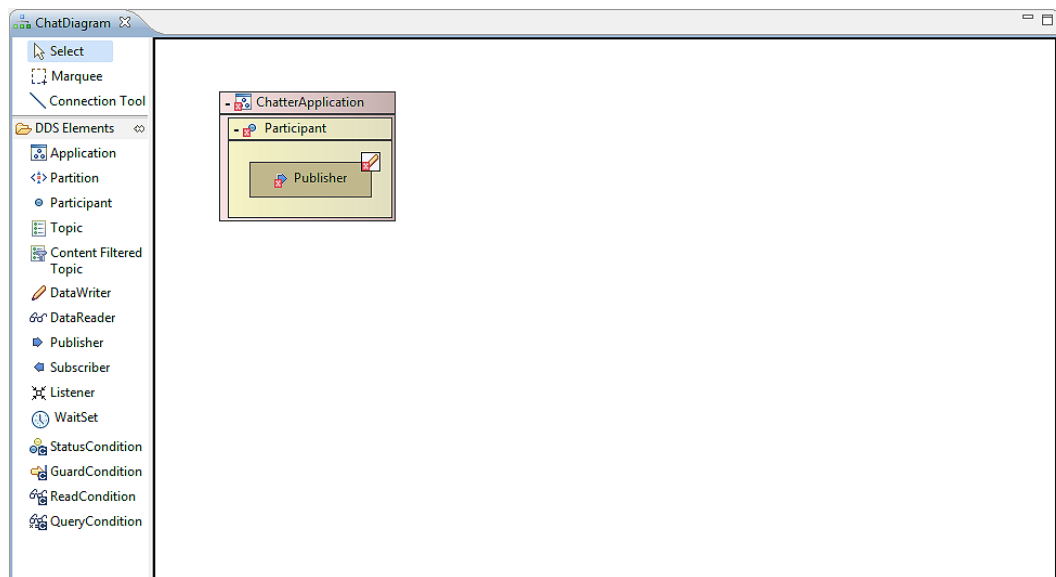 ChatDiagram
Select
Marquee
Connection Tool
DDS Elements
Application
Partition
Participant
Topic
Content Filtered
Topic
DataWriter
DataReader
Publisher
Subscriber
Listener
WaitSet
StatusCondition
GuardCondition
ReadCondition
QueryCondition
ChatterApplication
Participant
Publisher